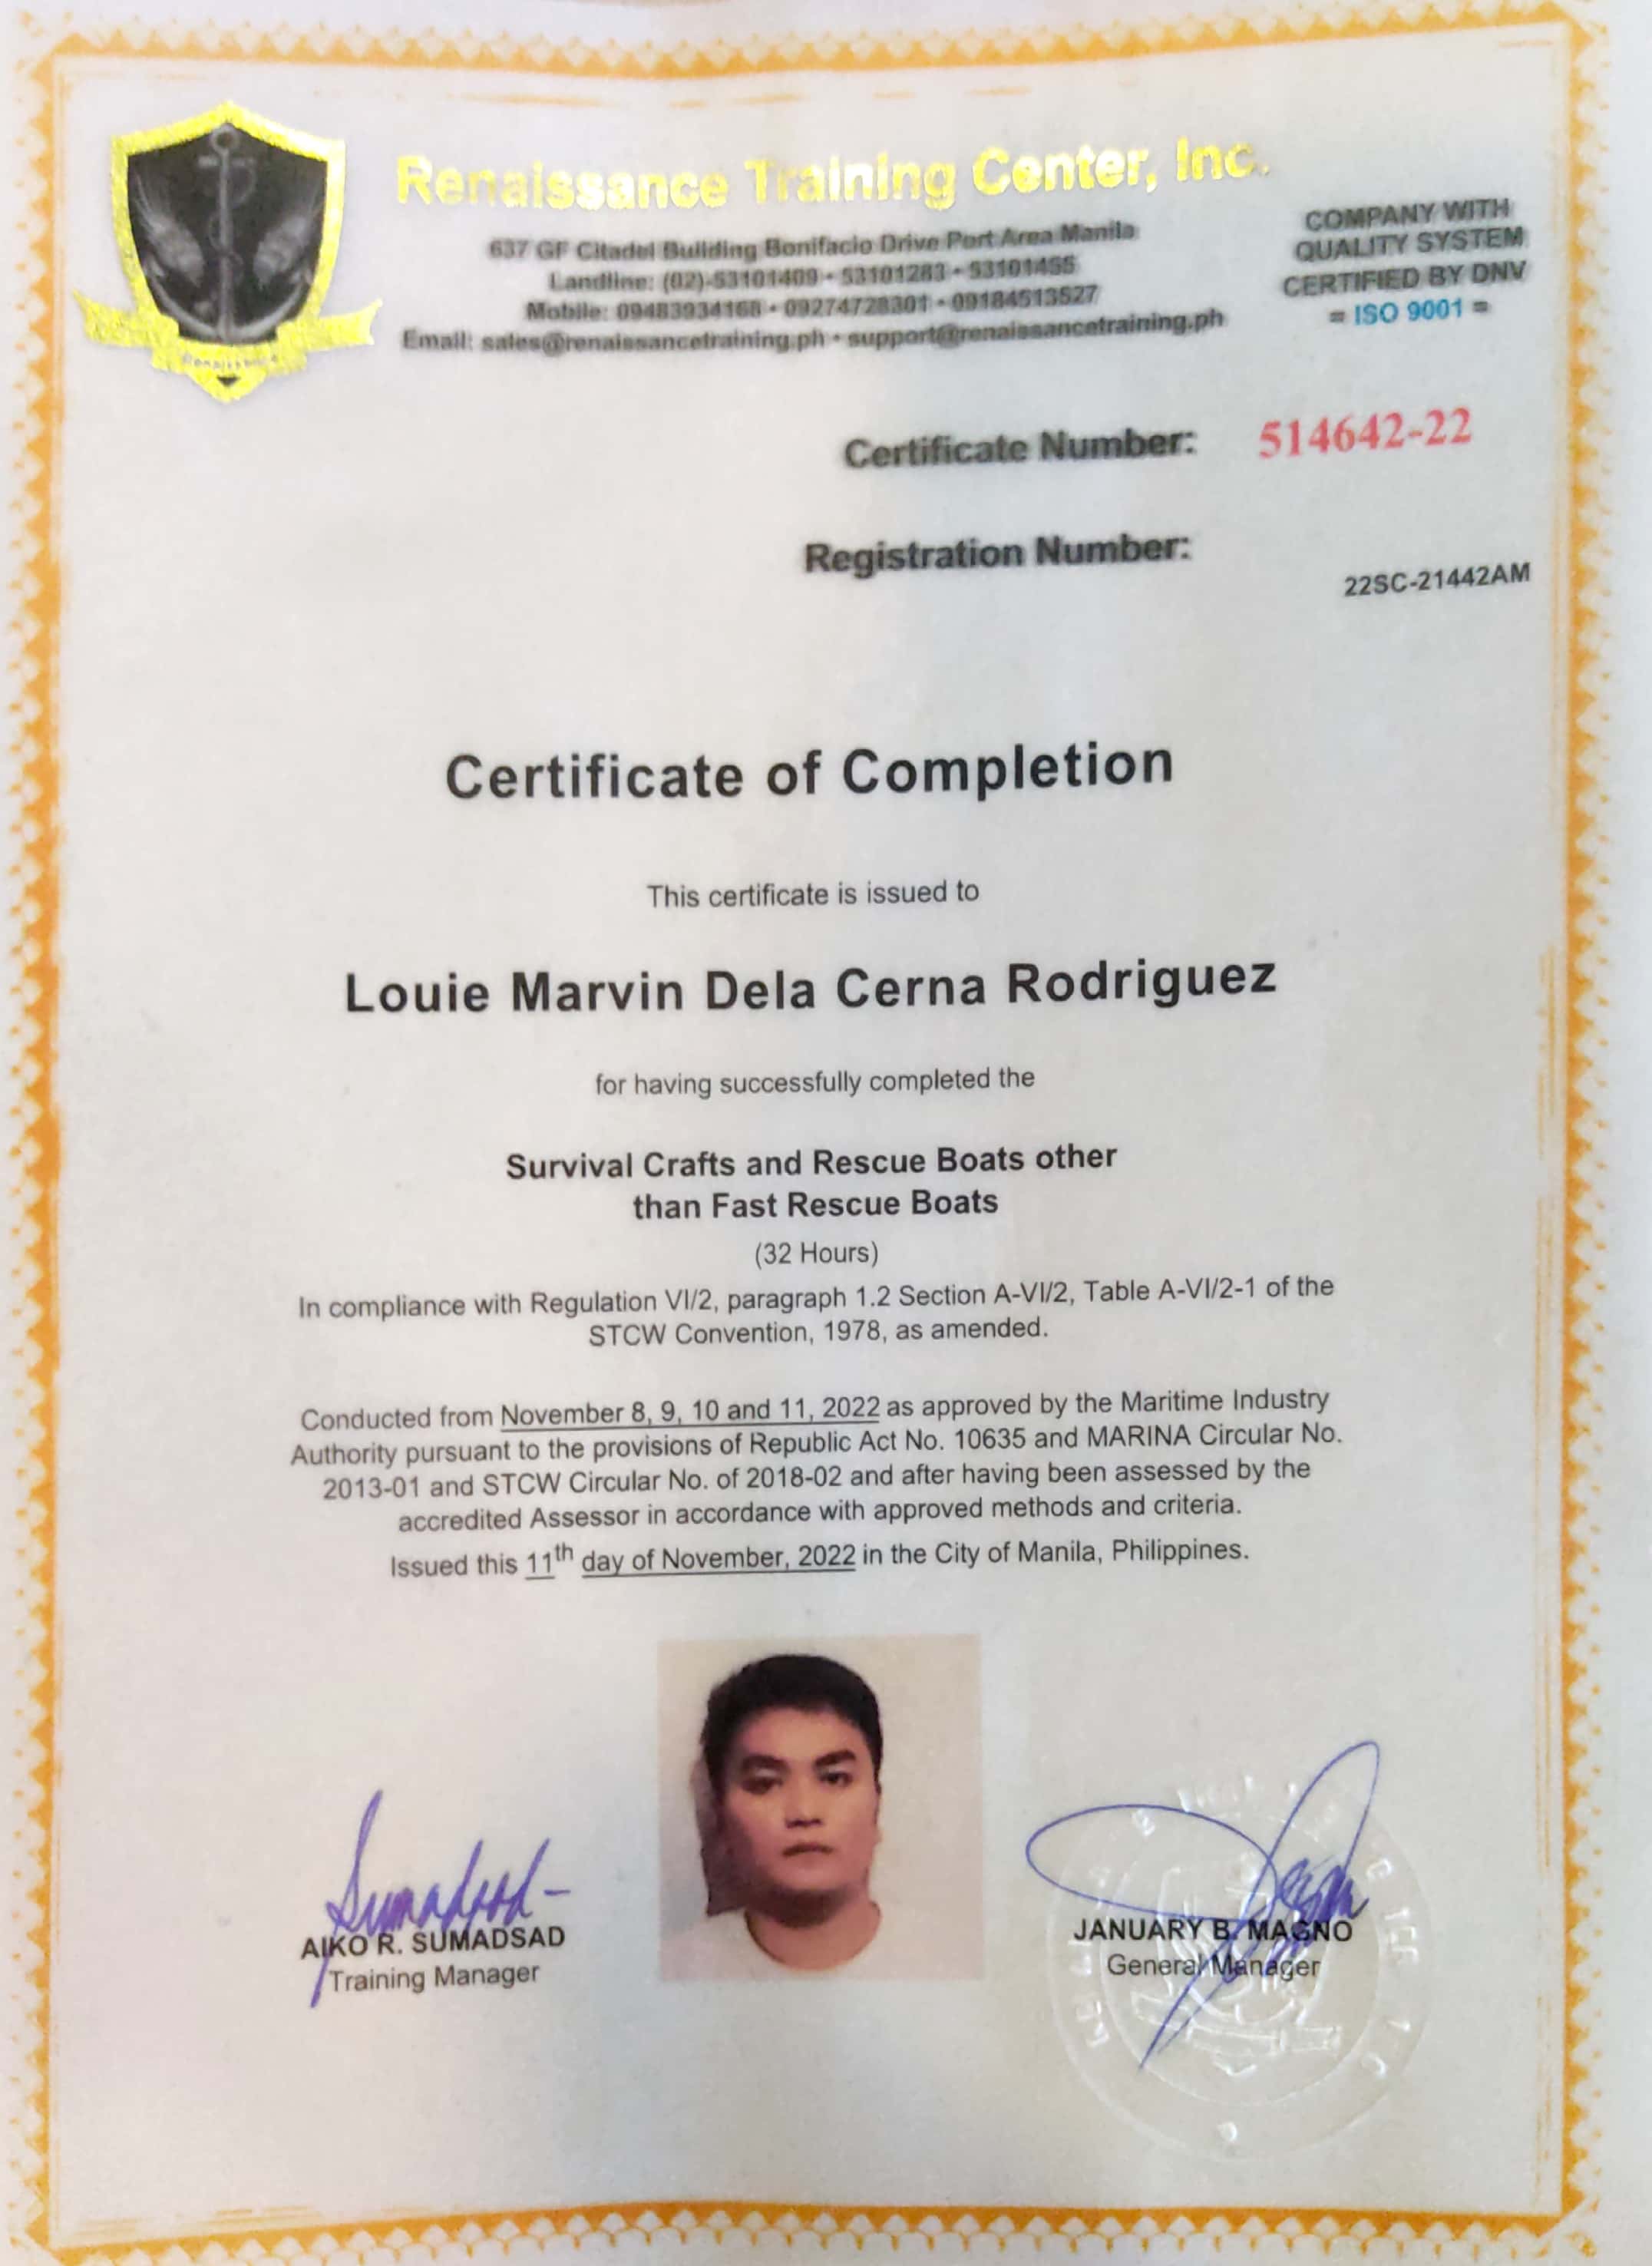 Renaissance Training Center, Inc.
637 GF Citadel Building Bonifacio Drive Port Area Manila
Landline: (02)-53101409 • 53101283 • 53101455
Mobile: 09483934168 • 09274728301 • 09184513527
Email: sales@renaissancetraining.ph • support@renaissancetraining.ph
COMPANY WITH
QUALITY SYSTEM
CERTIFIED BY DNV
= ISO 9001 =
Renaissance
Certificate Number: 514642-22
Registration Number:
22SC-21442AM
Certificate of Completion
This certificate is issued to
Louie Marvin Dela Cerna Rodriguez
for having successfully completed the
Survival Crafts and Rescue Boats other
than Fast Rescue Boats
(32 Hours)
In compliance with Regulation VI/2, paragraph 1.2 Section A-VI/2, Table A-VI/2-1 of the
STCW Convention, 1978, as amended.
Conducted from November 8, 9, 10 and 11, 2022 as approved by the Maritime Industry
Authority pursuant to the provisions of Republic Act No. 10635 and MARINA Circular No.
2013-01 and STCW Circular No. of 2018-02 and after having been assessed by the
accredited Assessor in accordance with approved methods and criteria.
Issued this 11th day of November, 2022 in the City of Manila, Philippines.
Sumadsad
AIKO R. SUMADSAD
Training Manager
JANUARY B. MAGNO
General Manager